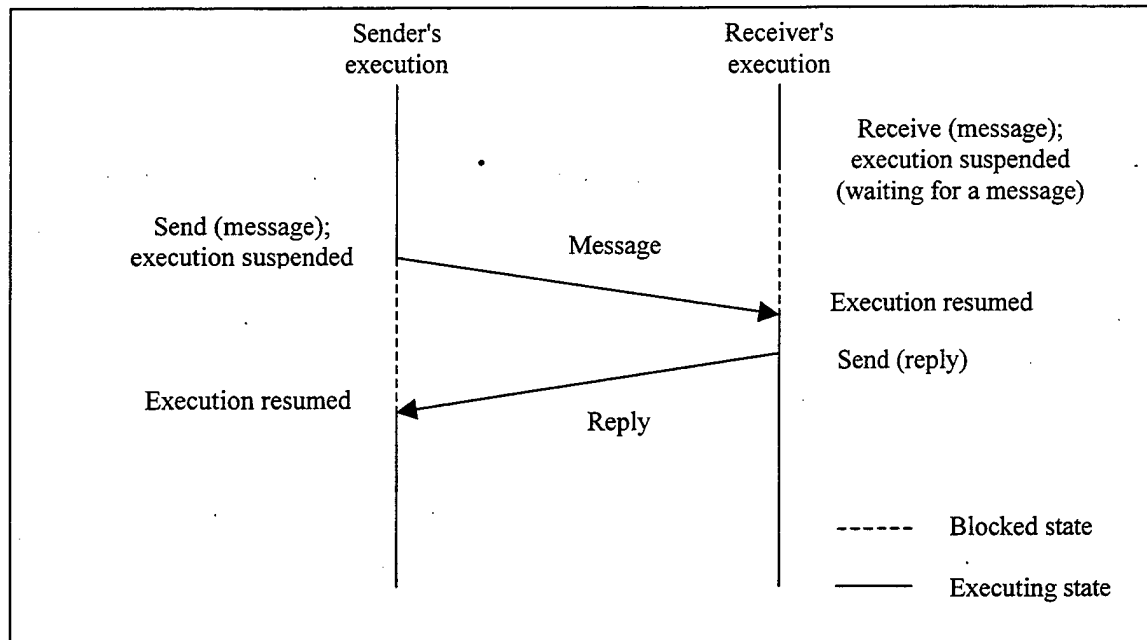 Sender's
execution
Receiver's
execution
Receive (message);
execution suspended
(waiting for a message)
Send (message);
execution suspended
Message
Execution resumed
Send (reply)
Execution resumed
Reply
Blocked state
Executing state